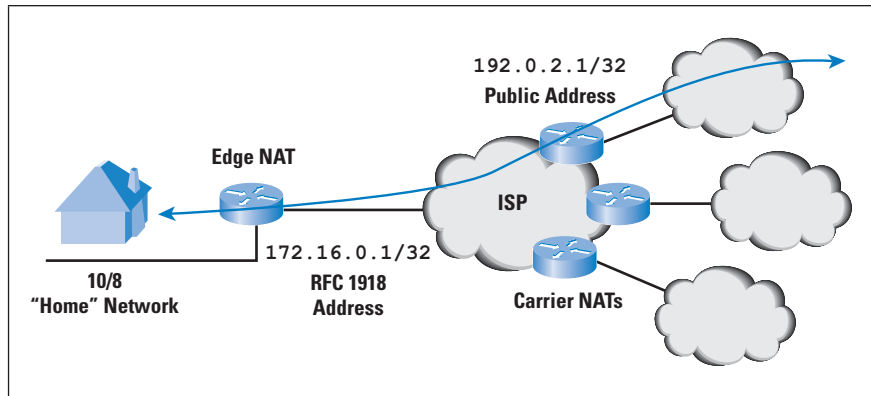 192.0.2.1/32
Public Address
Edge NAT
ISP
172.16.0.1/32
RFC 1918
Address
10/8
“Home” Network
Carrier NATs